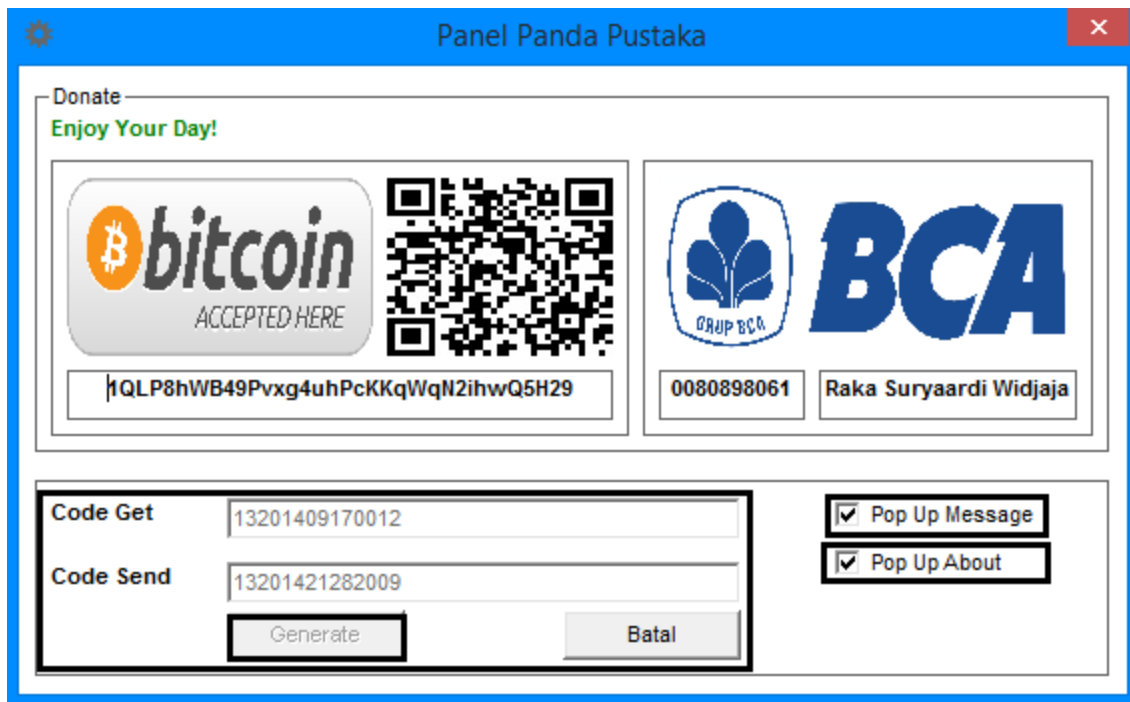 Panel Panda Pustaka
Donate
Enjoy Your Day!
bitcoin
ACCEPTED HERE
GRUP BCA
BCA
1QLP8hWB49Pvxg4uhPcKKqWqN2ihwQ5H29
0080898061
Raka Suryaardi Widjaja
Code Get
13201409170012
Pop Up Message
Code Send
13201421282009
Pop Up About
Generate
Batal